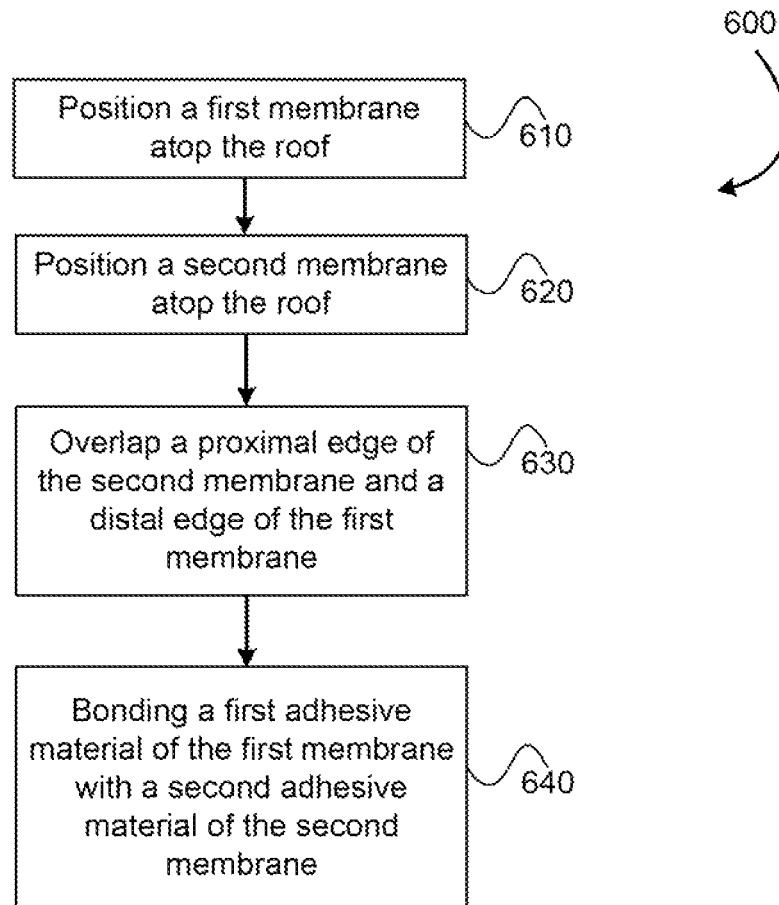 600
Position a first membrane
atop the roof
610
Position a second membrane
atop the roof
620
Overlap a proximal edge of
the second membrane and a
distal edge of the first
membrane
630
Bonding a first adhesive
material of the first membrane
with a second adhesive
material of the second
membrane
640